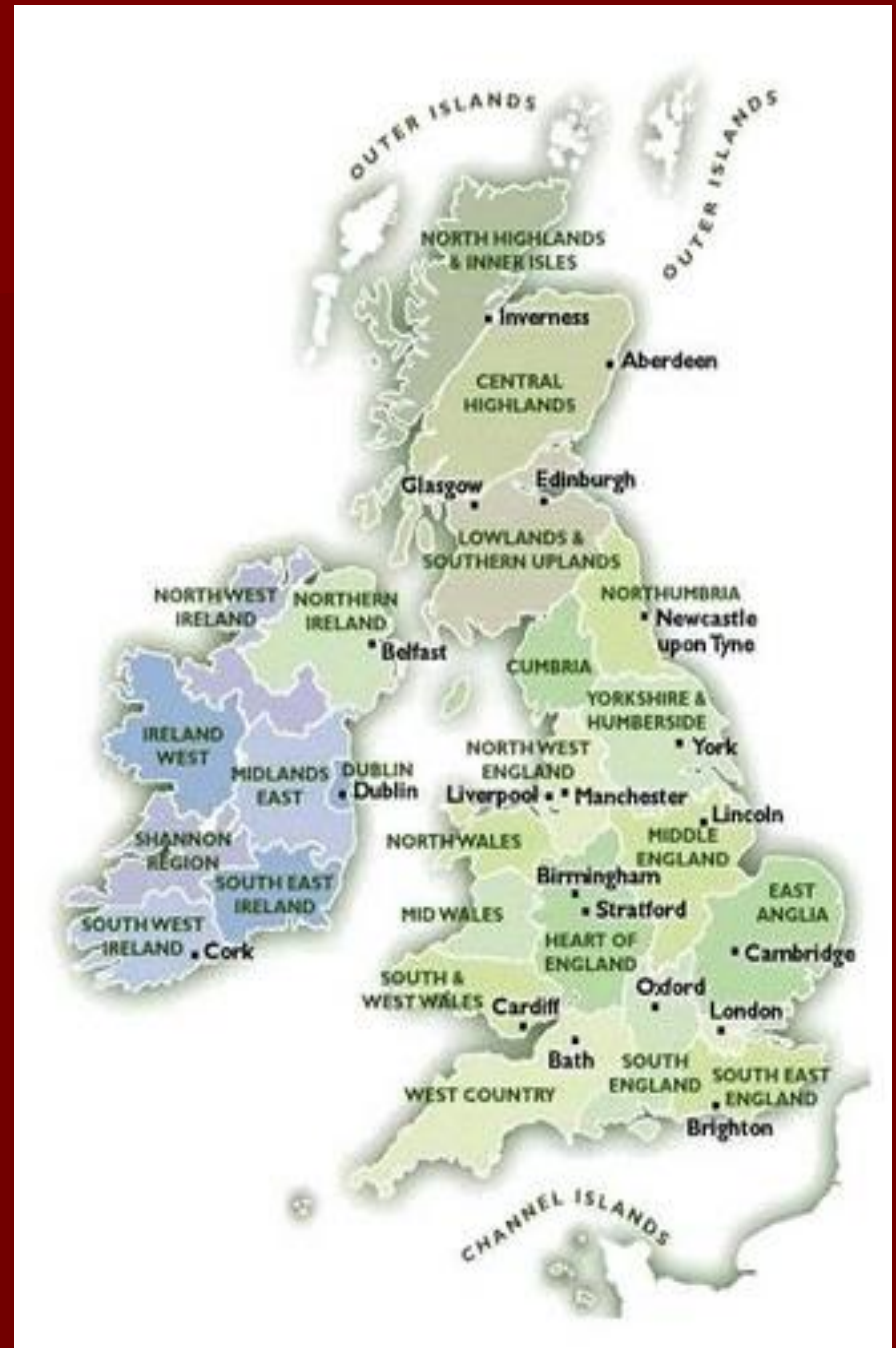 OUTER ISLANDS
OUTER ISLANDS
NORTH HIGHLANDS
& INNER ISLES
Inverness
Aberdeen
CENTRAL
HIGHLANDS
Glasgow
Edinburgh
LOWLANDS &
SOUTHERN UPLANDS
NORTHWEST
IRELAND
NORTHERN
IRELAND
Belfast
NORTHUMBRIA
Newcastle
upon Tyne
CUMBRIA
YORKSHIRE &
HUMBERSIDE
York
IRELAND
WEST
MIDLANDS
EAST
DUBLIN
Dublin
NORTHWEST
ENGLAND
Liverpool
Manchester
Lincoln
SHANNON
REGION
NORTH WALES
MIDDLE
ENGLAND
Birmingham
Stratford
SOUTH EAST
IRELAND
MID WALES
EAST
ANGLIA
SOUTH WEST
IRELAND
Cork
HEART OF
ENGLAND
Cambridge
SOUTH &
WEST WALES
Cardiff
Oxford
London
Bath
SOUTH
ENGLAND
SOUTH EAST
ENGLAND
WEST COUNTRY
Brighton
CHANNEL ISLANDS